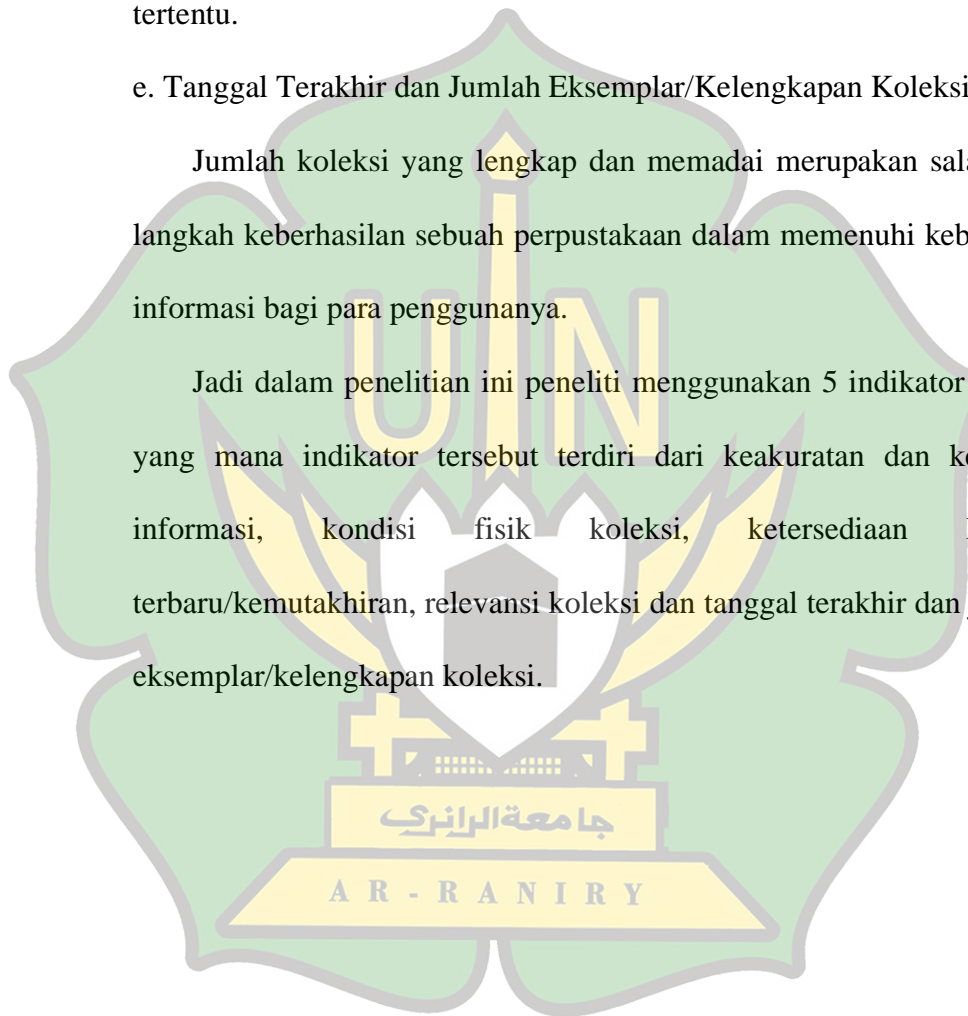 tertentu.
e. Tanggal Terakhir dan Jumlah Eksemplar/Kelengkapan Koleksi
Jumlah koleksi yang lengkap dan memadai merupakan
langkah keberhasilan sebuah perpustakaan dalam memenuhi
informasi bagi para penggunanya.
Jadi dalam penelitian ini peneliti menggunakan 5 indikator
yang mana indikator tersebut terdiri dari keakuratan dan
informasi, kondisi fisik koleksi, ketersediaan
terbaru/kemutakhiran, relevansi koleksi dan tanggal terakhir dan
eksemplar/kelengkapan koleksi.
UIN
جامعةالرانري
AR-RANIRY